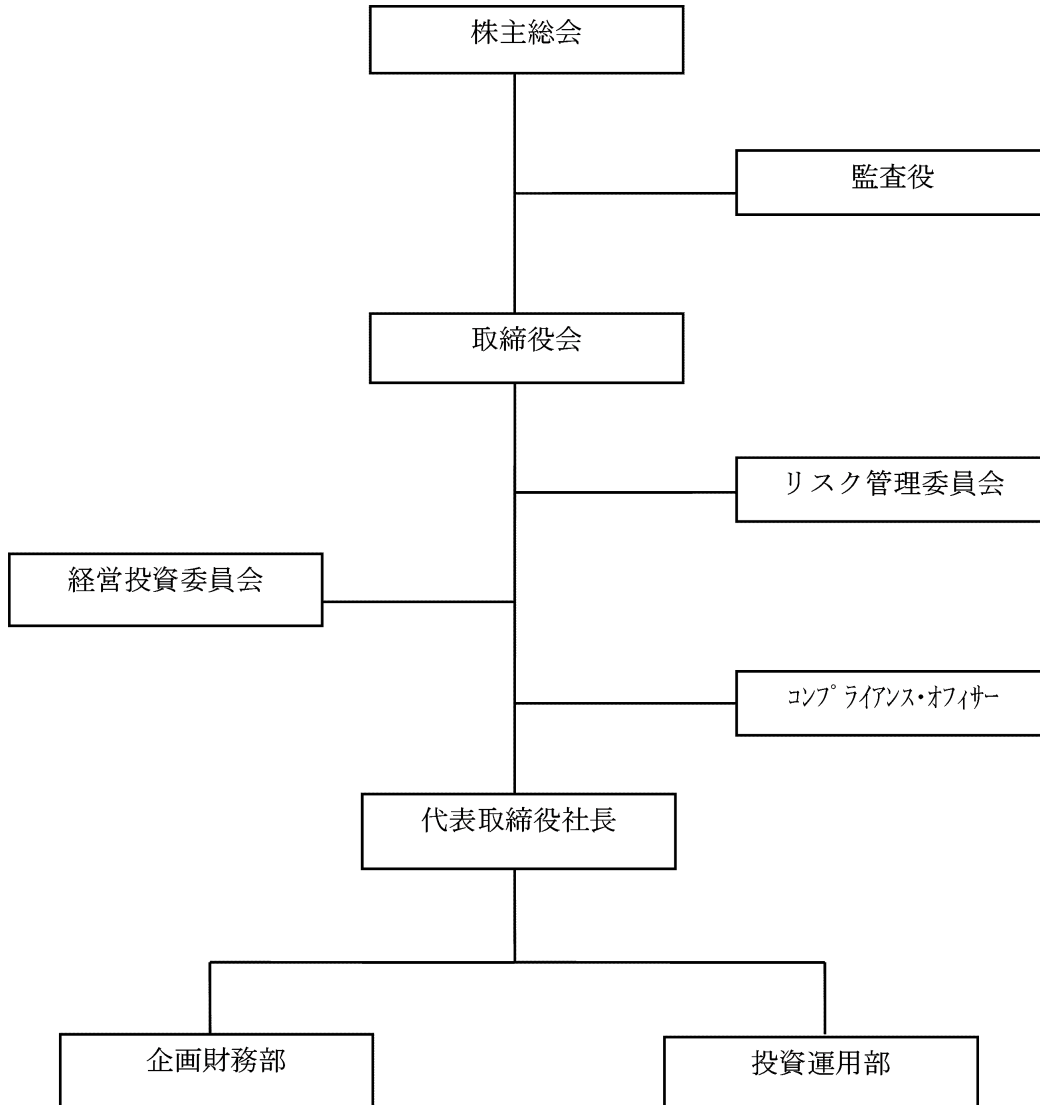 株主総会
監査役
取締役会
リスク管理委員会
経営投資委員会
ｺﾝﾌﾟﾗｲｱﾝｽ・ｵﾌｨｻｰ
代表取締役社長
企画財務部
投資運用部